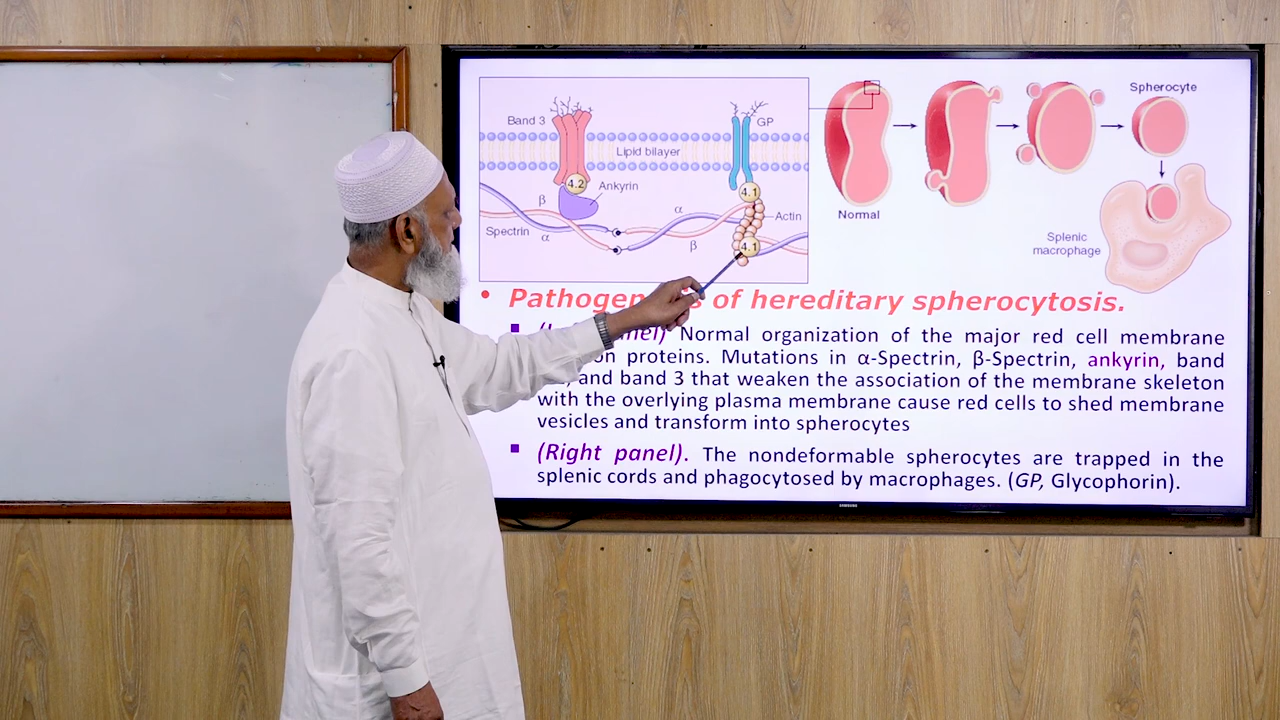 Band 3
GP
Lipid bilayer
4.2
4.1
Ankyrin
β
α
Actin
Spectrin
α
β
4.1
Spherocyte
Normal
Splenic
macrophage
• Pathogen s of hereditary spherocytosis.
Normal organization of the major red cell membrane
proteins. Mutations in α-Spectrin, β-Spectrin, ankyrin, band
and band 3 that weaken the association of the membrane skeleton
with the overlying plasma membrane cause red cells to shed membrane
vesicles and transform into spherocytes
(Right panel). The nondeformable spherocytes are trapped in the
splenic cords and phagocytosed by macrophages. (GP, Glycophorin).
SAMSUNG